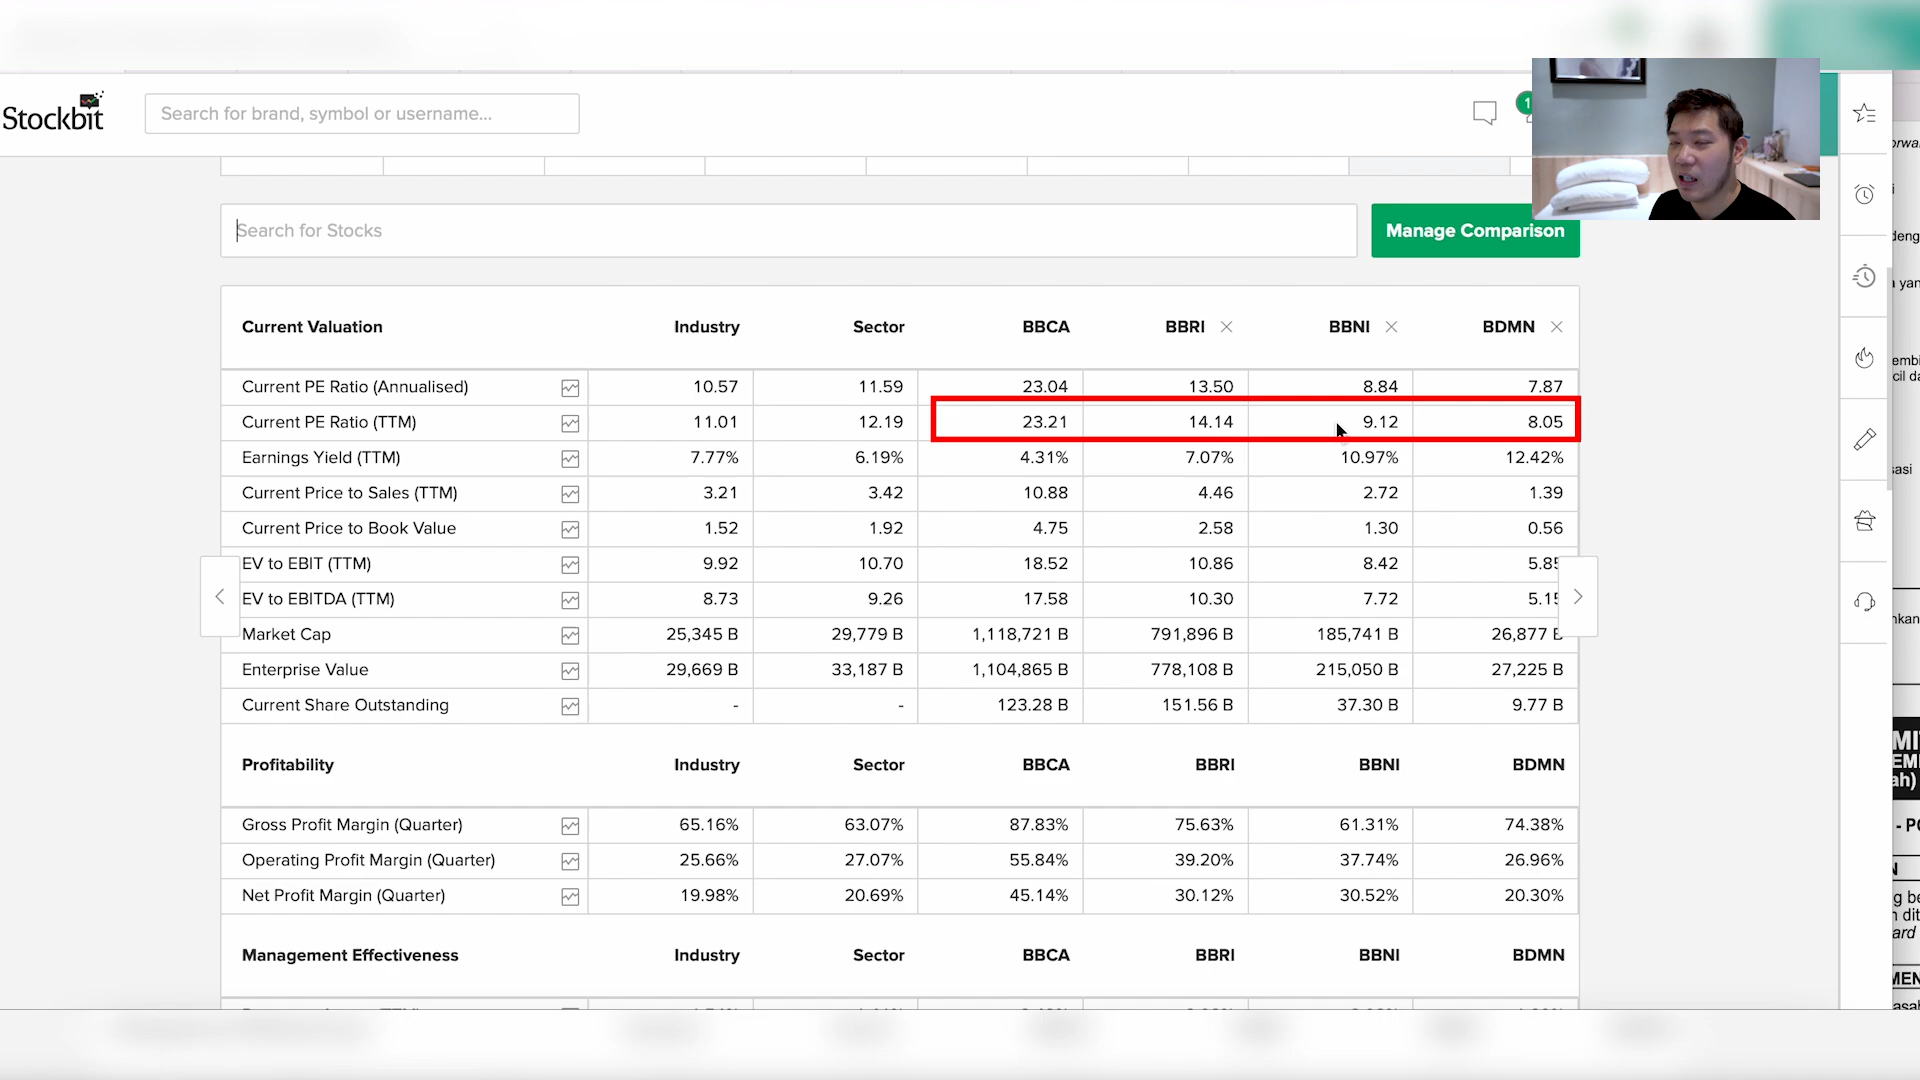 Stockbit
Search for brand, symbol or username...
1
Search for Stocks
Manage Comparison
Current Valuation Industry Sector BBCA BBRI BBNI BDMN
Current PE Ratio (Annualised) 10.57 11.59 23.04 13.50 8.84 7.87
Current PE Ratio (TTM) 11.01 12.19 23.21 14.14 9.12 8.05
Earnings Yield (TTM) 7.77% 6.19% 4.31% 7.07% 10.97% 12.42%
Current Price to Sales (TTM) 3.21 3.42 10.88 4.46 2.72 1.39
Current Price to Book Value 1.52 1.92 4.75 2.58 1.30 0.56
EV to EBIT (TTM) 9.92 10.70 18.52 10.86 8.42 5.85
EV to EBITDA (TTM) 8.73 9.26 17.58 10.30 7.72 5.15
Market Cap 25,345 B 29,779 B 1,118,721 B 791,896 B 185,741 B 26,877 B
Enterprise Value 29,669 B 33,187 B 1,104,865 B 778,108 B 215,050 B 27,225 B
Current Share Outstanding - - 123.28 B 151.56 B 37.30 B 9.77 B
Profitability Industry Sector BBCA BBRI BBNI BDMN
Gross Profit Margin (Quarter) 65.16% 63.07% 87.83% 75.63% 61.31% 74.38%
Operating Profit Margin (Quarter) 25.66% 27.07% 55.84% 39.20% 37.74% 26.96%
Net Profit Margin (Quarter) 19.98% 20.69% 45.14% 30.12% 30.52% 20.30%
Management Effectiveness Industry Sector BBCA BBRI BBNI BDMN